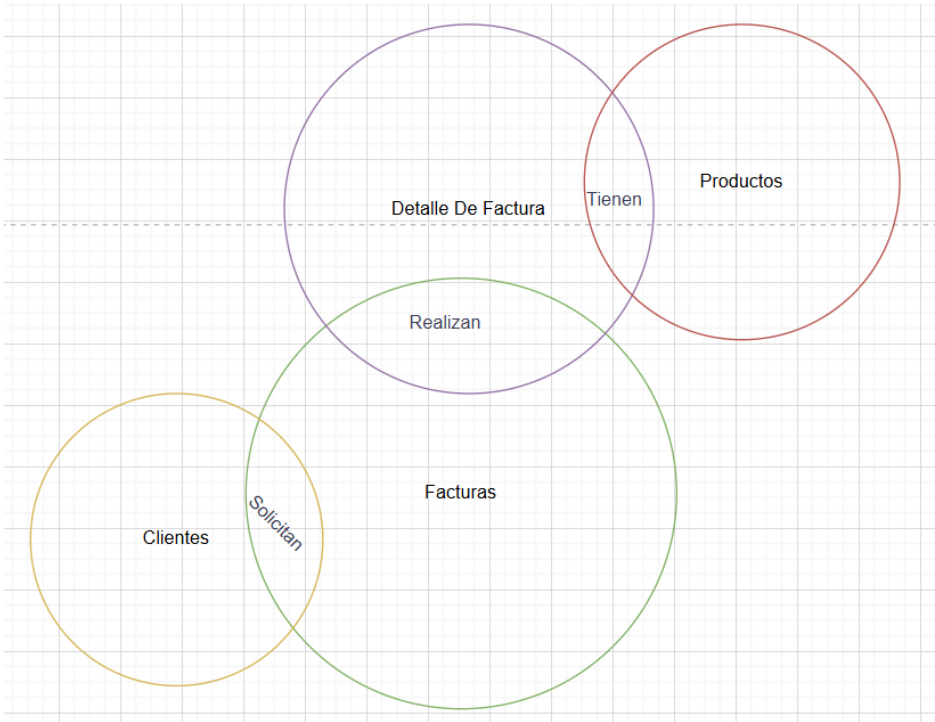 Productos
Tienen
Detalle De Factura
Realizan
Facturas
Solicitan
Clientes